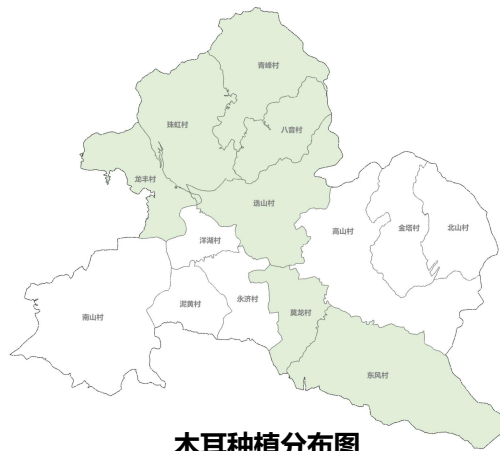 青峰村
珠虹村
八音村
龙丰村
送山村
高山村
金塔村
北山村
洋湖村
南山村
泥黄村
永济村
莫龙村
东风村
木耳种植分布图